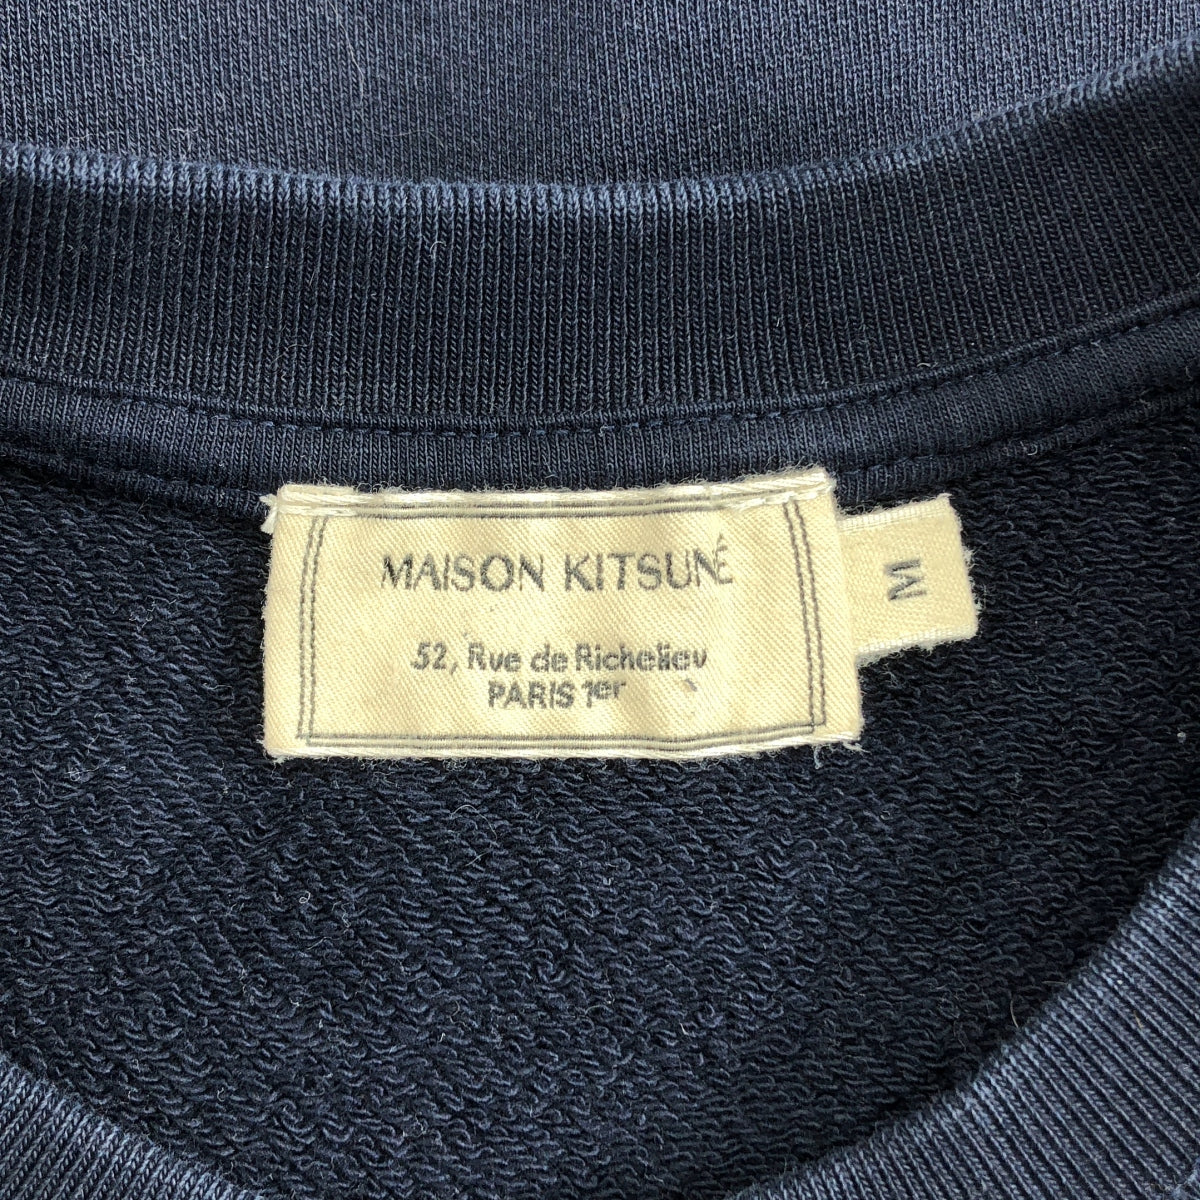 MAISON KITSUNÉ
52, Rue de Richelieu
PARIS 1er
M